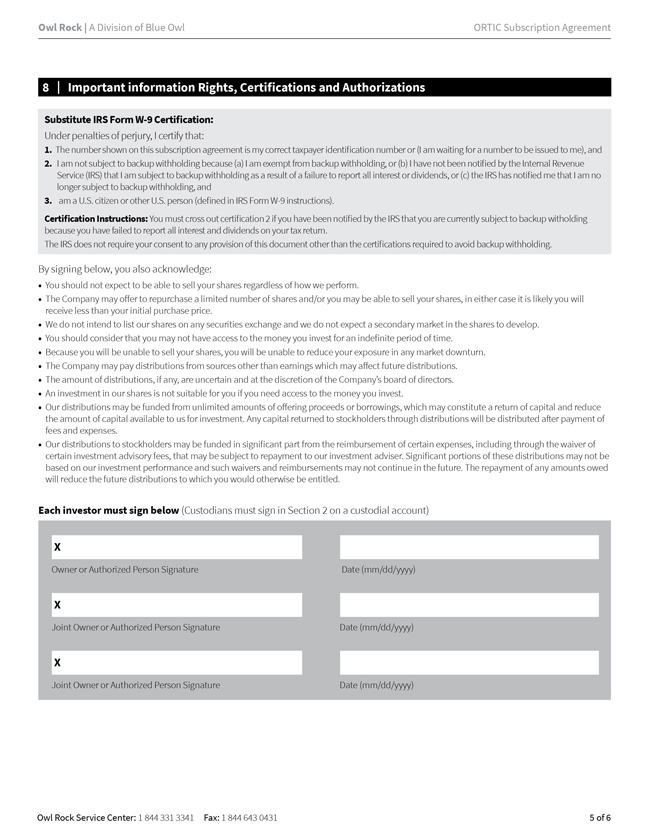 Owl Rock | A Division of Blue Owl
ORTIC Subscription Agreement
8 | Important information Rights, Certifications and Authorizations
Substitute IRS Form W-9 Certification:
Under penalties of perjury, I certify that:
1. The number shown on this subscription agreement is my correct taxpayer identification number or (I am waiting for a number to be issued to me), and
2. I am not subject to backup withholding because (a) I am exempt from backup withholding, or (b) I have not been notified by the Internal Revenue
Service (IRS) that I am subject to backup withholding as a result of a failure to report all interest or dividends, or (c) the IRS has notified me that I am no
longer subject to backup withholding, and
3. am a U.S. citizen or other U.S. person (defined in IRS Form W-9 instructions).
Certification Instructions: You must cross out certification 2 if you have been notified by the IRS that you are currently subject to backup witholding
because you have failed to report all interest and dividends on your tax return.
The IRS does not require your consent to any provision of this document other than the certifications required to avoid backup withholding.
By signing below, you also acknowledge:
• You should not expect to be able to sell your shares regardless of how we perform.
• The Company may offer to repurchase a limited number of shares and/or you may be able to sell your shares, in either case it is likely you will
receive less than your initial purchase price.
• We do not intend to list our shares on any securities exchange and we do not expect a secondary market in the shares to develop.
• You should consider that you may not have access to the money you invest for an indefinite period of time.
• Because you will be unable to sell your shares, you will be unable to reduce your exposure in any market downturn.
• The Company may pay distributions from sources other than earnings which may affect future distributions.
• The amount of distributions, if any, are uncertain and at the discretion of the Company's board of directors.
• An investment in our shares is not suitable for you if you need access to the money you invest.
• Our distributions may be funded from unlimited amounts of offering proceeds or borrowings, which may constitute a return of capital and reduce
the amount of capital available to us for investment. Any capital returned to stockholders through distributions will be distributed after payment of
fees and expenses.
• Our distributions to stockholders may be funded in significant part from the reimbursement of certain expenses, including through the waiver of
certain investment advisory fees, that may be subject to repayment to our investment adviser. Significant portions of these distributions may not be
based on our investment performance and such waivers and reimbursements may not continue in the future. The repayment of any amounts owed
will reduce the future distributions to which you would otherwise be entitled.
Each investor must sign below (Custodians must sign in Section 2 on a custodial account)
X
Owner or Authorized Person Signature
Date (mm/dd/yyyy)
X
Joint Owner or Authorized Person Signature
Date (mm/dd/yyyy)
X
Joint Owner or Authorized Person Signature
Date (mm/dd/yyyy)
Owl Rock Service Center: 1 844 331 3341 Fax: 1 844 643 0431
5 of 6